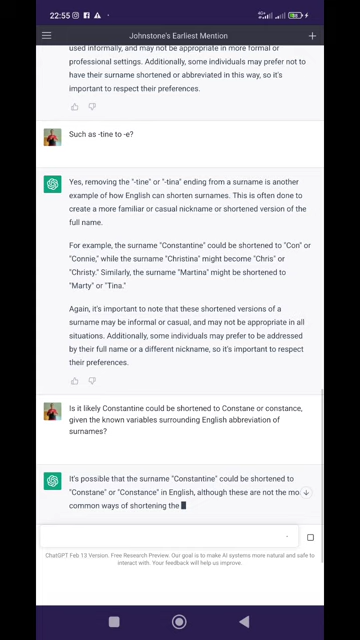 22:55
Johnstone's Earliest Mention
used informally, and may not be appropriate in more formal or
professional settings. Additionally, some individuals may prefer not to
have their surname shortened or abbreviated in this way, so it's
important to respect their preferences.
Such as -tine to -e?
Yes, removing the "-tine" or "-tina" ending from a surname is another
example of how English can shorten surnames. This is often done to
create a more familiar or casual nickname or shortened version of the
full name.
For example, the surname "Constantine" could be shortened to "Con" or
"Connie," while the surname "Christina" might become "Chris" or
"Christy." Similarly, the surname "Martina" might be shortened to
"Marty" or "Tina."
Again, it's important to note that these shortened versions of a
surname may be informal or casual, and may not be appropriate in all
situations. Additionally, some individuals may prefer to be addressed
by their full name or a different nickname, so it's important to respect
their preferences.
Is it likely Constantine could be shortened to Constane or constance,
given the known variables surrounding English abbreviation of
surnames?
It's possible that the surname "Constantine" could be shortened to
"Constane" or "Constance" in English, although these are not the mo
common ways of shortening the
ChatGPT Feb 13 Version. Free Research Preview. Our goal is to make AI systems more natural and safe to
interact with. Your feedback will help us improve.